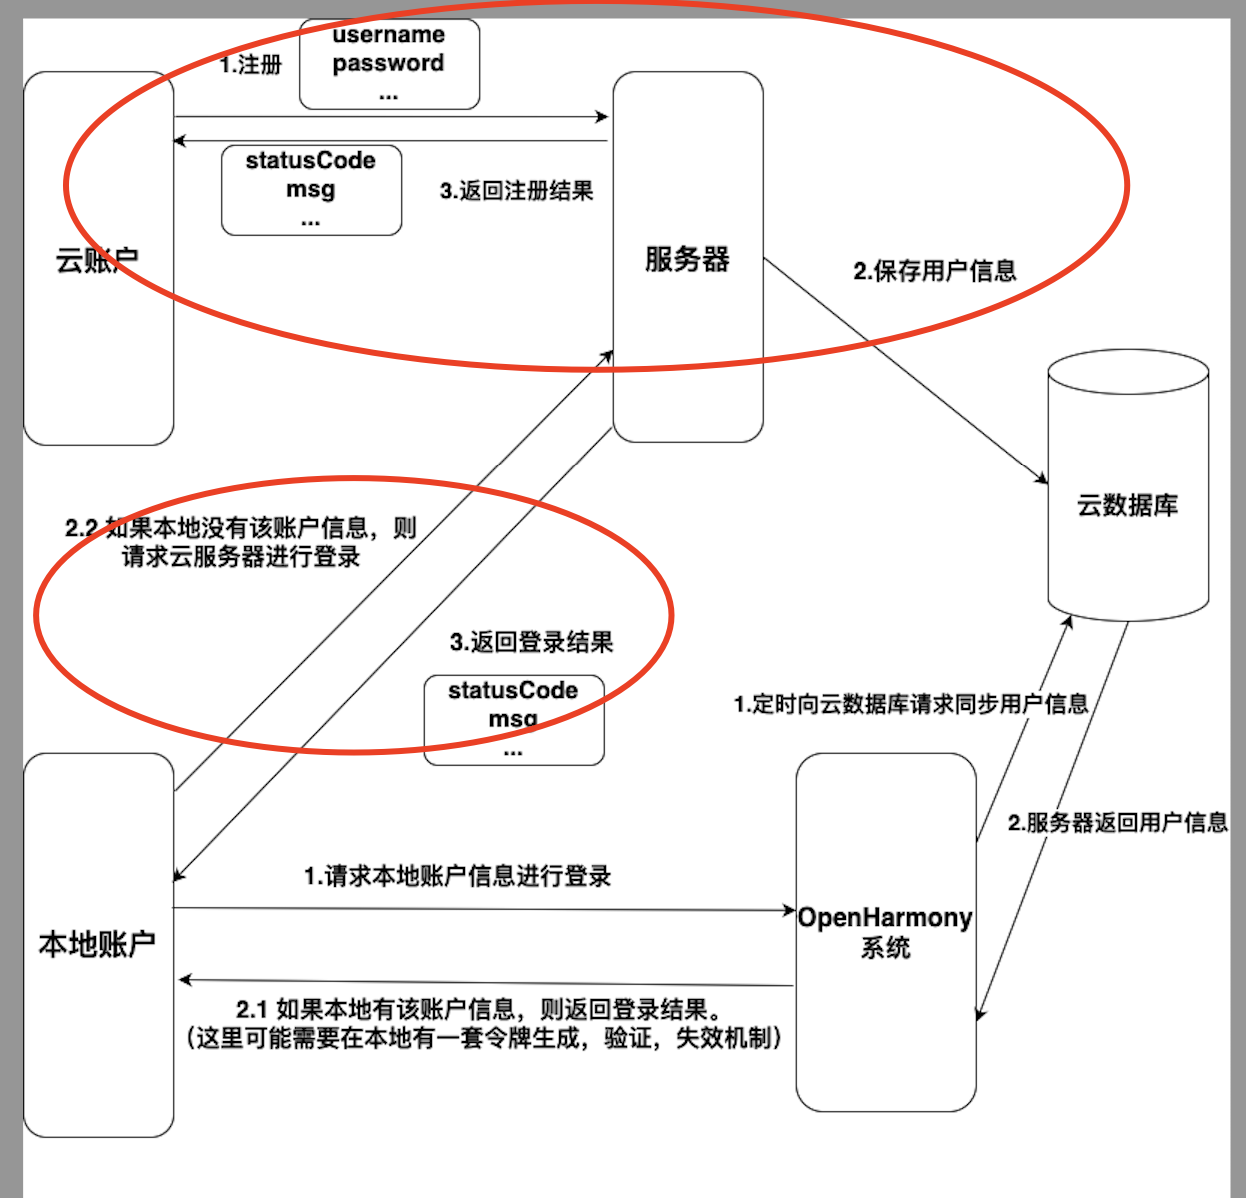 username
password
...
1.注册
statusCode
msg
...
3.返回注册结果
云账户
服务器
2.保存用户信息
云数据库
2.2 如果本地没有该账户信息，则
请求云服务器进行登录
3.返回登录结果
statusCode
msg
...
1.定时向云数据库请求同步用户信息
2.服务器返回用户信息
1.请求本地账户信息进行登录
本地账户
OpenHarmony
系统
2.1 如果本地有该账户信息，则返回登录结果。
（这里可能需要在本地有一套令牌生成，验证，失效机制）